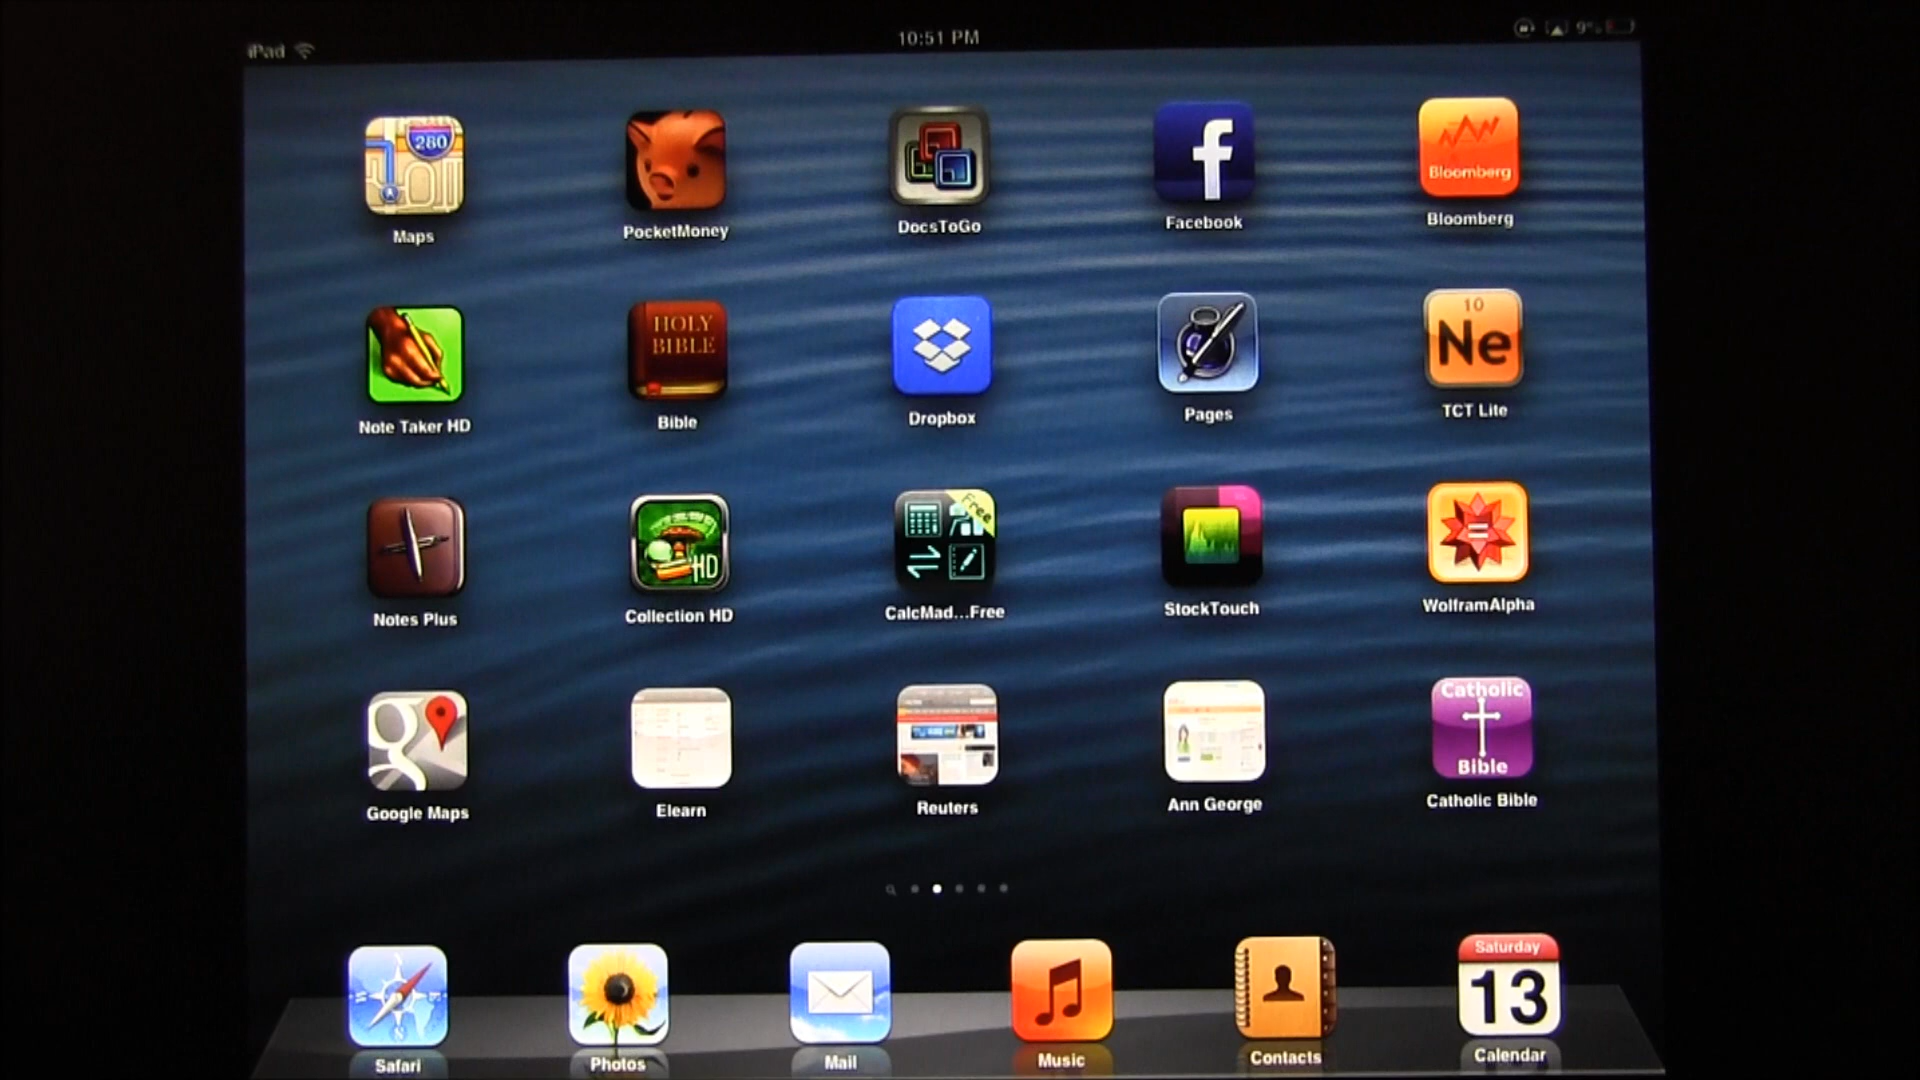 iPad
10:51 PM
9%
280
Maps
PocketMoney
DocsToGo
f
Facebook
Bloomberg
Bloomberg
Note Taker HD
HOLY
BIBLE
Bible
Dropbox
Pages
10
Ne
TCT Lite
Notes Plus
HD
Collection HD
Free
CalcMad...Free
StockTouch
WolframAlpha
g
Google Maps
Elearn
Reuters
Ann George
Catholic
Bible
Catholic Bible
Safari
Photos
Mail
Music
Contacts
Saturday
13
Calendar